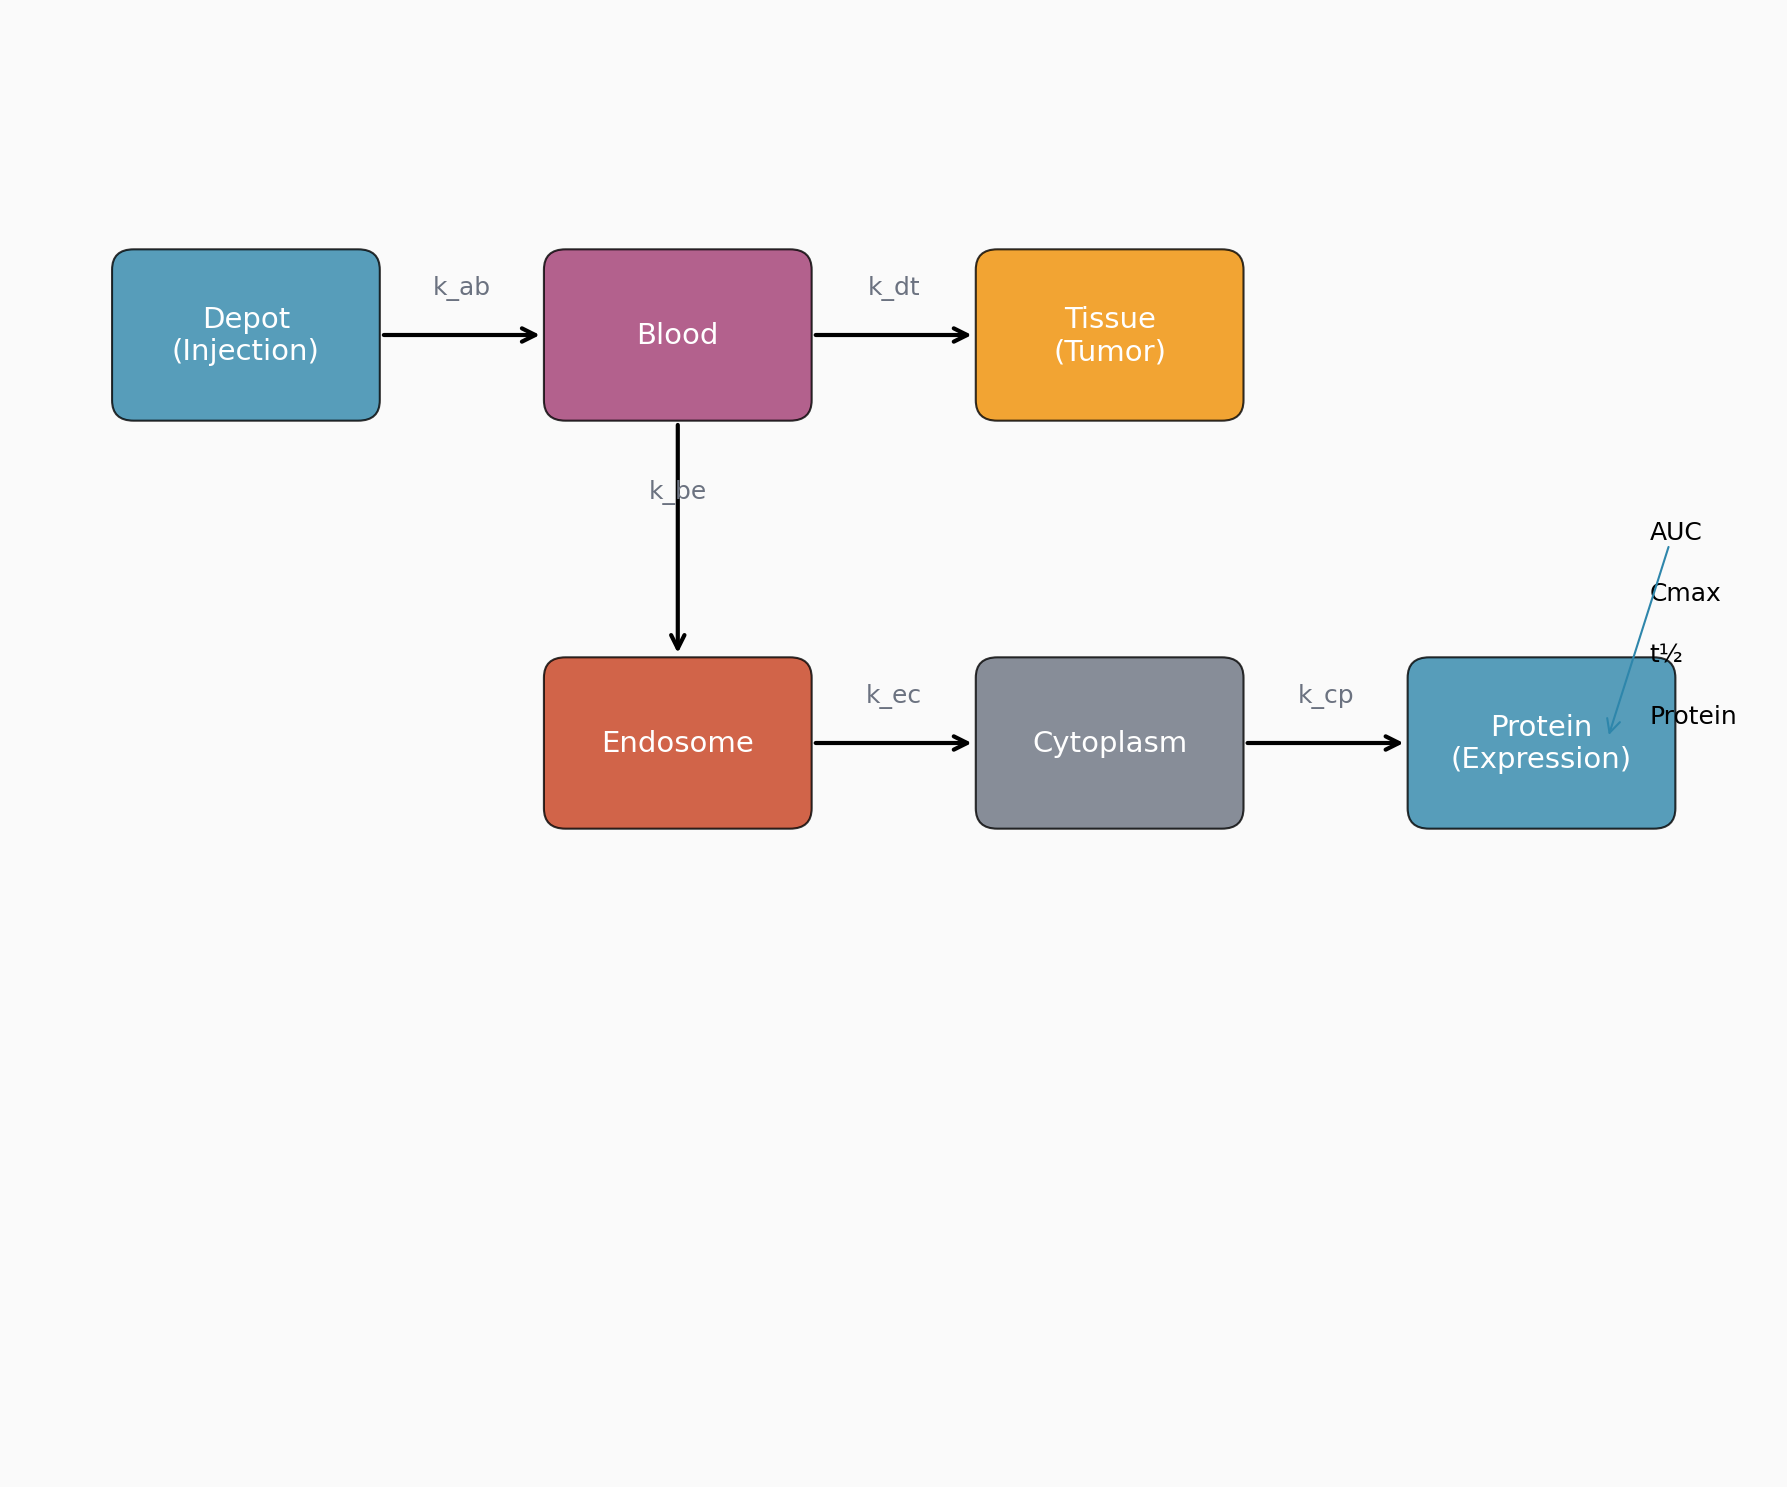 Depot
(Injection)
k_ab
Blood
k_dt
Tissue
(Tumor)
k_be
AUC
Cmax
t½
Protein
Endosome
k_ec
Cytoplasm
k_cp
Protein
(Expression)